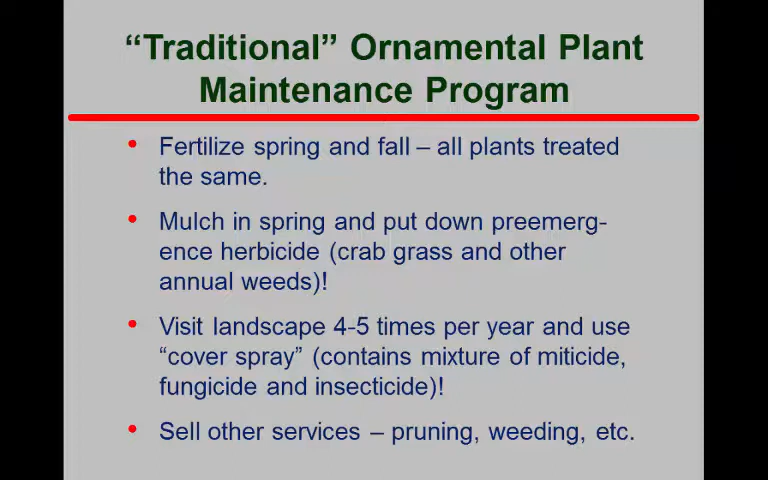 “Traditional” Ornamental Plant
Maintenance Program
• Fertilize spring and fall – all plants treated
the same.
• Mulch in spring and put down preemerg-
ence herbicide (crab grass and other
annual weeds)!
• Visit landscape 4-5 times per year and use
“cover spray” (contains mixture of miticide,
fungicide and insecticide)!
• Sell other services – pruning, weeding, etc.